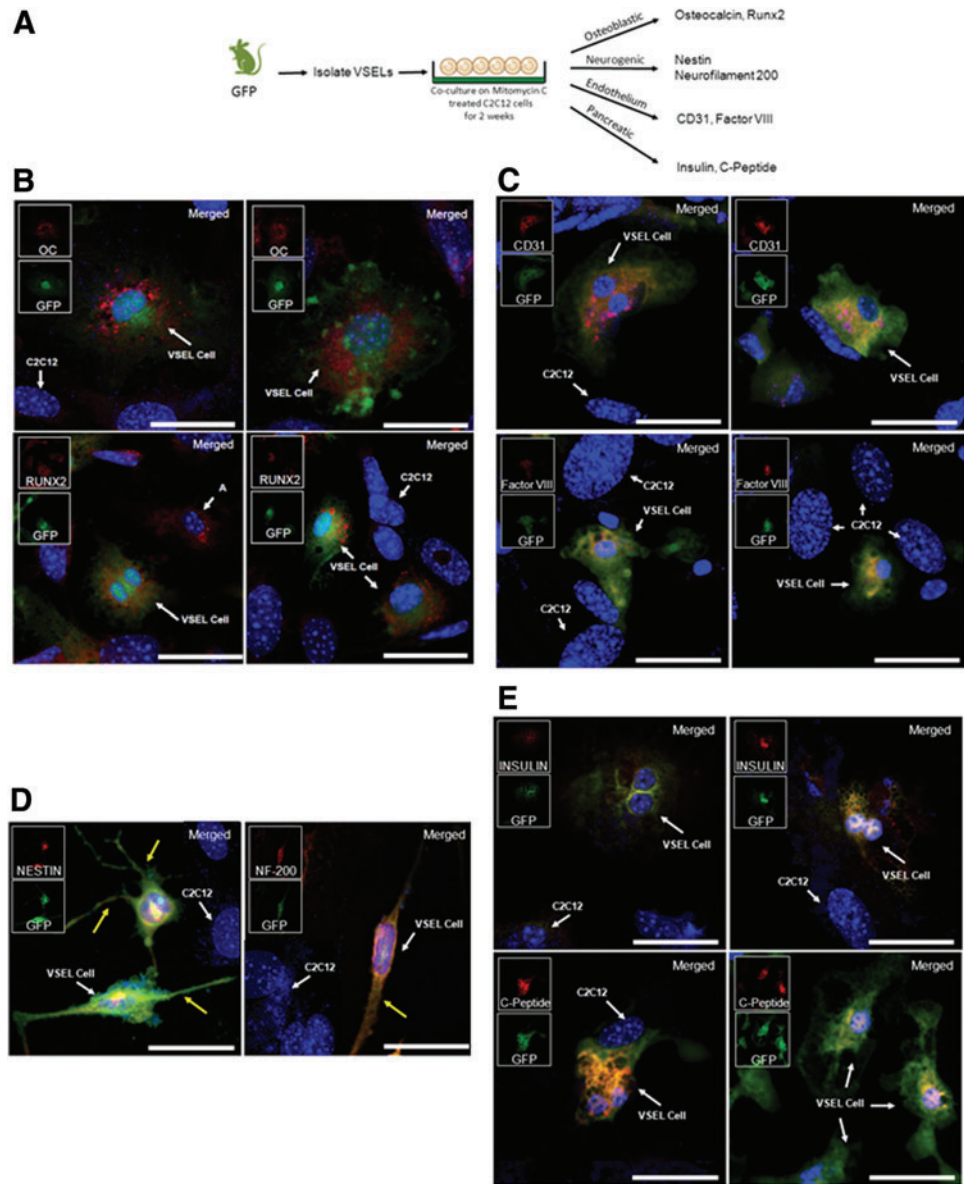 A
GFP
Isolate VSELs
Co-culture on Mitomycin C
treated C2C12 cells
for 2 weeks
Osteoblastic
Neurogenic
Endothelium
Pancreatic
Osteocalcin, Runx2
Nestin
Neurofilament 200
CD31, Factor VIII
Insulin, C-Peptide
B
Merged
OC
GFP
C2C12
VSEL Cell
Merged
OC
GFP
VSEL Cell
Merged
RUNX2
GFP
A
VSEL Cell
Merged
RUNX2
GFP
C2C12
VSEL Cell
C
Merged
CD31
GFP
VSEL Cell
C2C12
Merged
CD31
GFP
VSEL Cell
Merged
Factor VIII
GFP
C2C12
VSEL Cell
C2C12
Merged
Factor VIII
GFP
C2C12
VSEL Cell
D
Merged
NESTIN
GFP
C2C12
VSEL Cell
Merged
NF-200
GFP
VSEL Cell
C2C12
E
Merged
INSULIN
GFP
VSEL Cell
C2C12
Merged
INSULIN
GFP
VSEL Cell
C2C12
Merged
C-Peptide
GFP
C2C12
VSEL Cell
Merged
C-Peptide
GFP
VSEL Cell